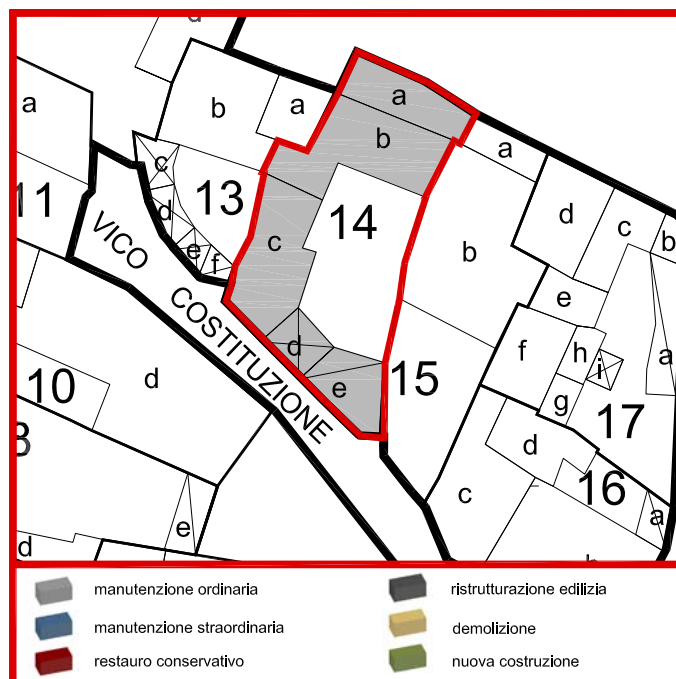 a
b
a
a
b
a
11
c
13
d
e
f
c
14
d
e
VICO COSTITUZIONE
a
d
c
b
b
e
f
h
i
a
g
15
17
10
d
d
c
16
a
e
d
manutenzione ordinaria
ristrutturazione edilizia
manutenzione straordinaria
demolizione
restauro conservativo
nuova costruzione